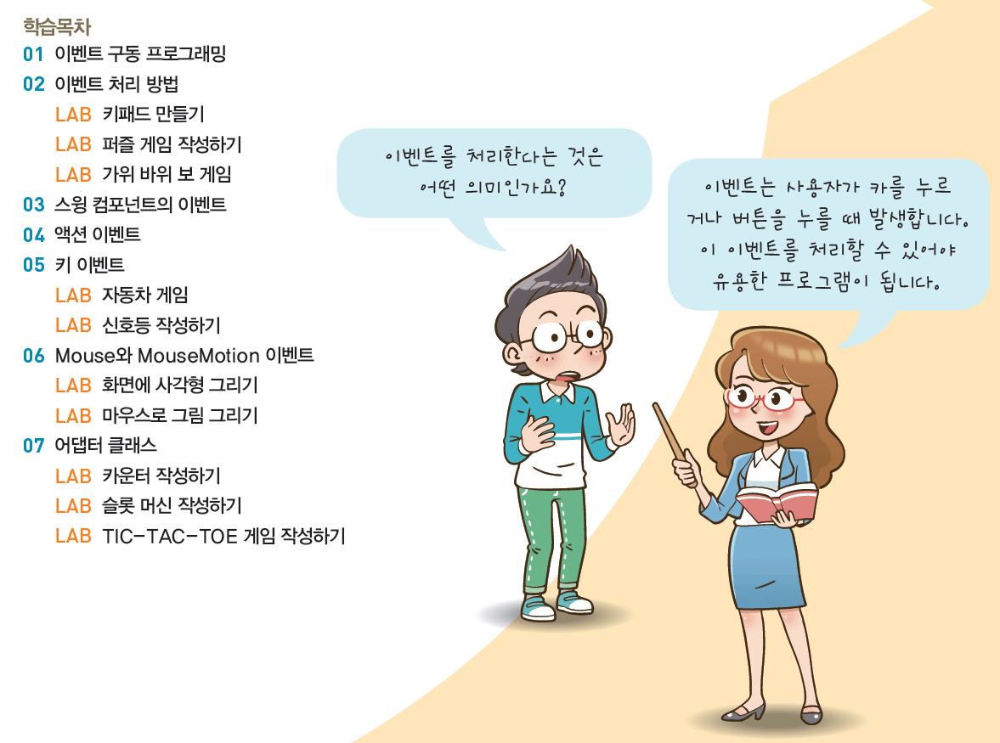 학습목차
01 이벤트 구동 프로그래밍
02 이벤트 처리 방법
LAB 키패드 만들기
LAB 퍼즐 게임 작성하기
LAB 가위 바위 보 게임
03 스윙 컴포넌트의 이벤트
04 액션 이벤트
05 키 이벤트
LAB 자동차 게임
LAB 신호등 작성하기
06 Mouse와 MouseMotion 이벤트
LAB 화면에 사각형 그리기
LAB 마우스로 그림 그리기
07 어댑터 클래스
LAB 카운터 작성하기
LAB 슬롯 머신 작성하기
LAB TIC-TAC-TOE 게임 작성하기
이벤트를 처리한다는 것은
어떤 의미인가요?
이벤트는 사용자가 카를 누르
거나 버튼을 누를 때 발생합니다.
이 이벤트를 처리할 수 있어야
유용한 프로그램이 됩니다.